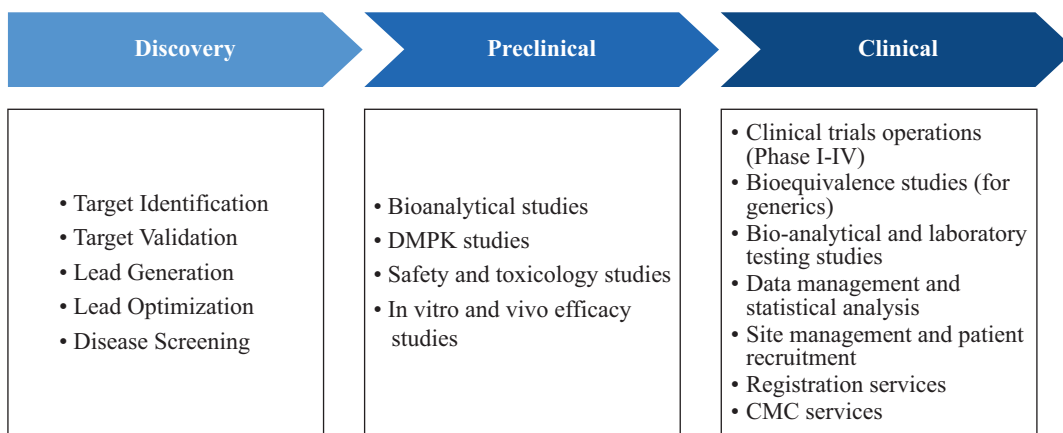 Discovery
Preclinical
Clinical
• Target Identification
• Target Validation
• Lead Generation
• Lead Optimization
• Disease Screening
• Bioanalytical studies
• DMPK studies
• Safety and toxicology studies
• In vitro and vivo efficacy
studies
• Clinical trials operations
(Phase I-IV)
• Bioequivalence studies (for
generics)
• Bio-analytical and laboratory
testing studies
• Data management and
statistical analysis
• Site management and patient
recruitment
• Registration services
• CMC services